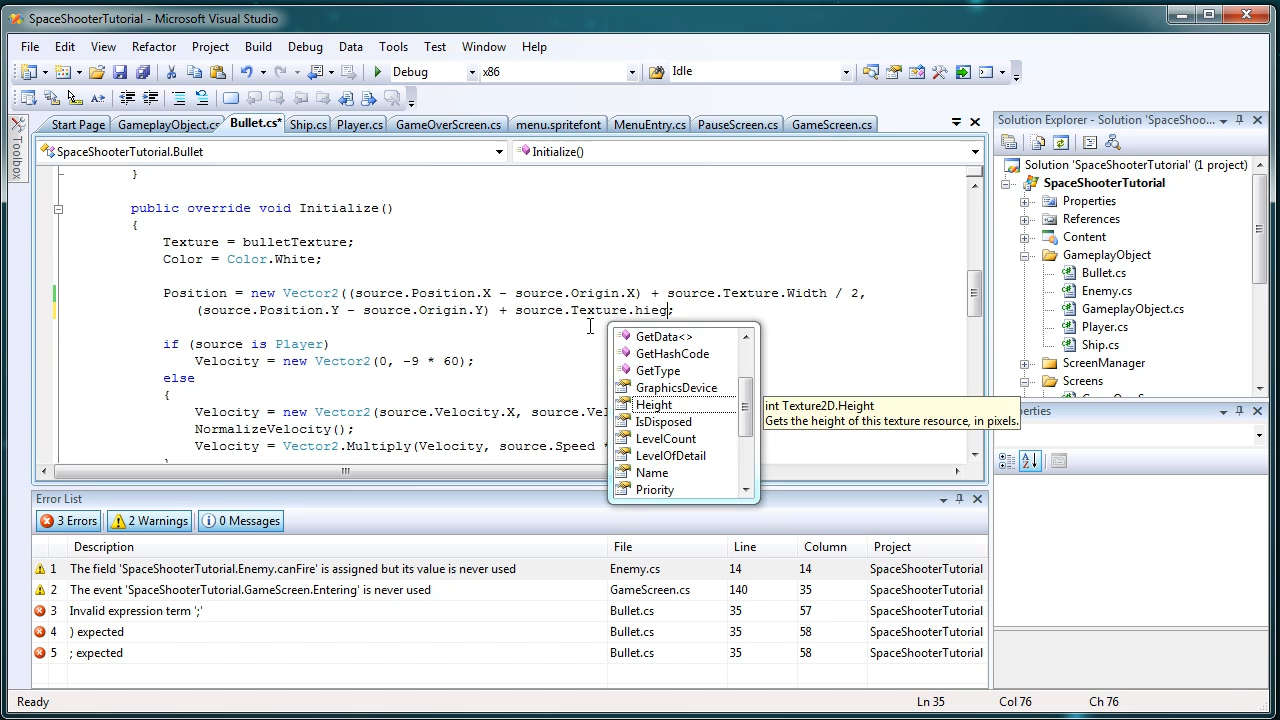 SpaceShooterTutorial - Microsoft Visual Studio
File Edit View Refactor Project Build Debug Data Tools Test Window Help
Debug x86 Idle
Start Page GameplayObject.cs Bullet.cs* Ship.cs Player.cs GameOverScreen.cs menu.spritefont MenuEntry.cs PauseScreen.cs GameScreen.cs
Toolbox
SpaceShooterTutorial.Bullet Initialize()
}
public override void Initialize()
{
Texture = bulletTexture;
Color = Color.White;
Position = new Vector2((source.Position.X - source.Origin.X) + source.Texture.Width / 2,
(source.Position.Y - source.Origin.Y) + source.Texture.hieg;
if (source is Player)
Velocity = new Vector2(0, -9 * 60);
else
{
Velocity = new Vector2(source.Velocity.X, source.Vel
NormalizeVelocity();
Velocity = Vector2.Multiply(Velocity, source.Speed *
GetData<>
GetHashCode
GetType
GraphicsDevice
Height
IsDisposed
LevelCount
LevelOfDetail
Name
Priority
int Texture2D.Height
Gets the height of this texture resource, in pixels.
Solution Explorer - Solution 'SpaceShoo...
Solution 'SpaceShooterTutorial' (1 project)
SpaceShooterTutorial
Properties
References
Content
GameplayObject
Bullet.cs
Enemy.cs
GameplayObject.cs
Player.cs
Ship.cs
ScreenManager
Screens
operties
Error List
3 Errors 2 Warnings 0 Messages
Description File Line Column Project
1 The field 'SpaceShooterTutorial.Enemy.canFire' is assigned but its value is never used Enemy.cs 14 14 SpaceShooterTutorial
2 The event 'SpaceShooterTutorial.GameScreen.Entering' is never used GameScreen.cs 140 35 SpaceShooterTutorial
3 Invalid expression term ';' Bullet.cs 35 57 SpaceShooterTutorial
4 ) expected Bullet.cs 35 58 SpaceShooterTutorial
5 ; expected Bullet.cs 35 58 SpaceShooterTutorial
Ready Ln 35 Col 76 Ch 76